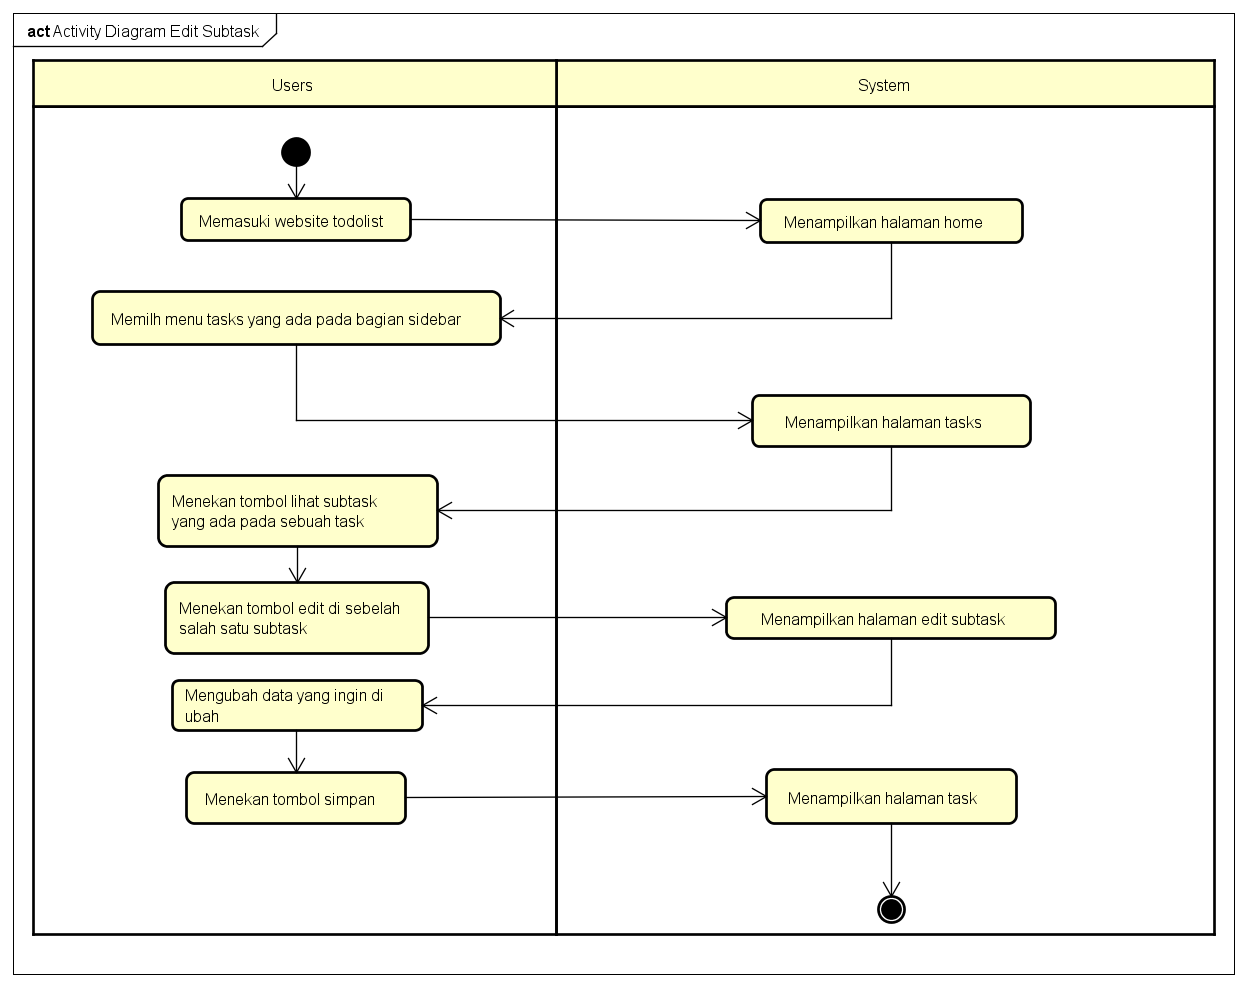 act Activity Diagram Edit Subtask
Users
System
Memasuki website todolist
Menampilkan halaman home
Memilh menu tasks yang ada pada bagian sidebar
Menampilkan halaman tasks
Menekan tombol lihat subtask
yang ada pada sebuah task
Menekan tombol edit di sebelah
salah satu subtask
Menampilkan halaman edit subtask
Mengubah data yang ingin di
ubah
Menekan tombol simpan
Menampilkan halaman task